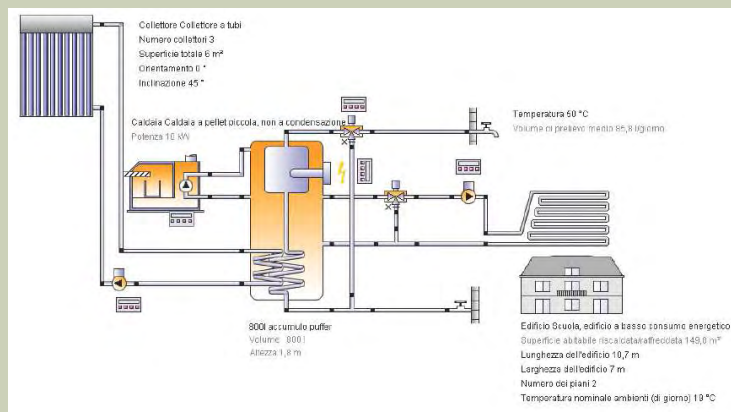 Collettore Collettore a tubi
Numero collettori 3
Superficie totale 6 m²
Orientamento 0 °
Inclinazione 45 °
Caldaia Caldaia a pellet piccola, non a condensazione
Potenza 10 kW
Temperatura 60 °C
Volume di prelievo medio 85,8 l/giorno
800l accumulo puffer
Volume 800 l
Altezza 1,8 m
Edificio Scuola, edificio a basso consumo energetico
Superficie abitabile riscaldata/raffreddata 149,8 m²
Lunghezza dell'edificio 10,7 m
Larghezza dell'edificio 7 m
Numero dei piani 2
Temperatura nominale ambienti (di giorno) 19 °C